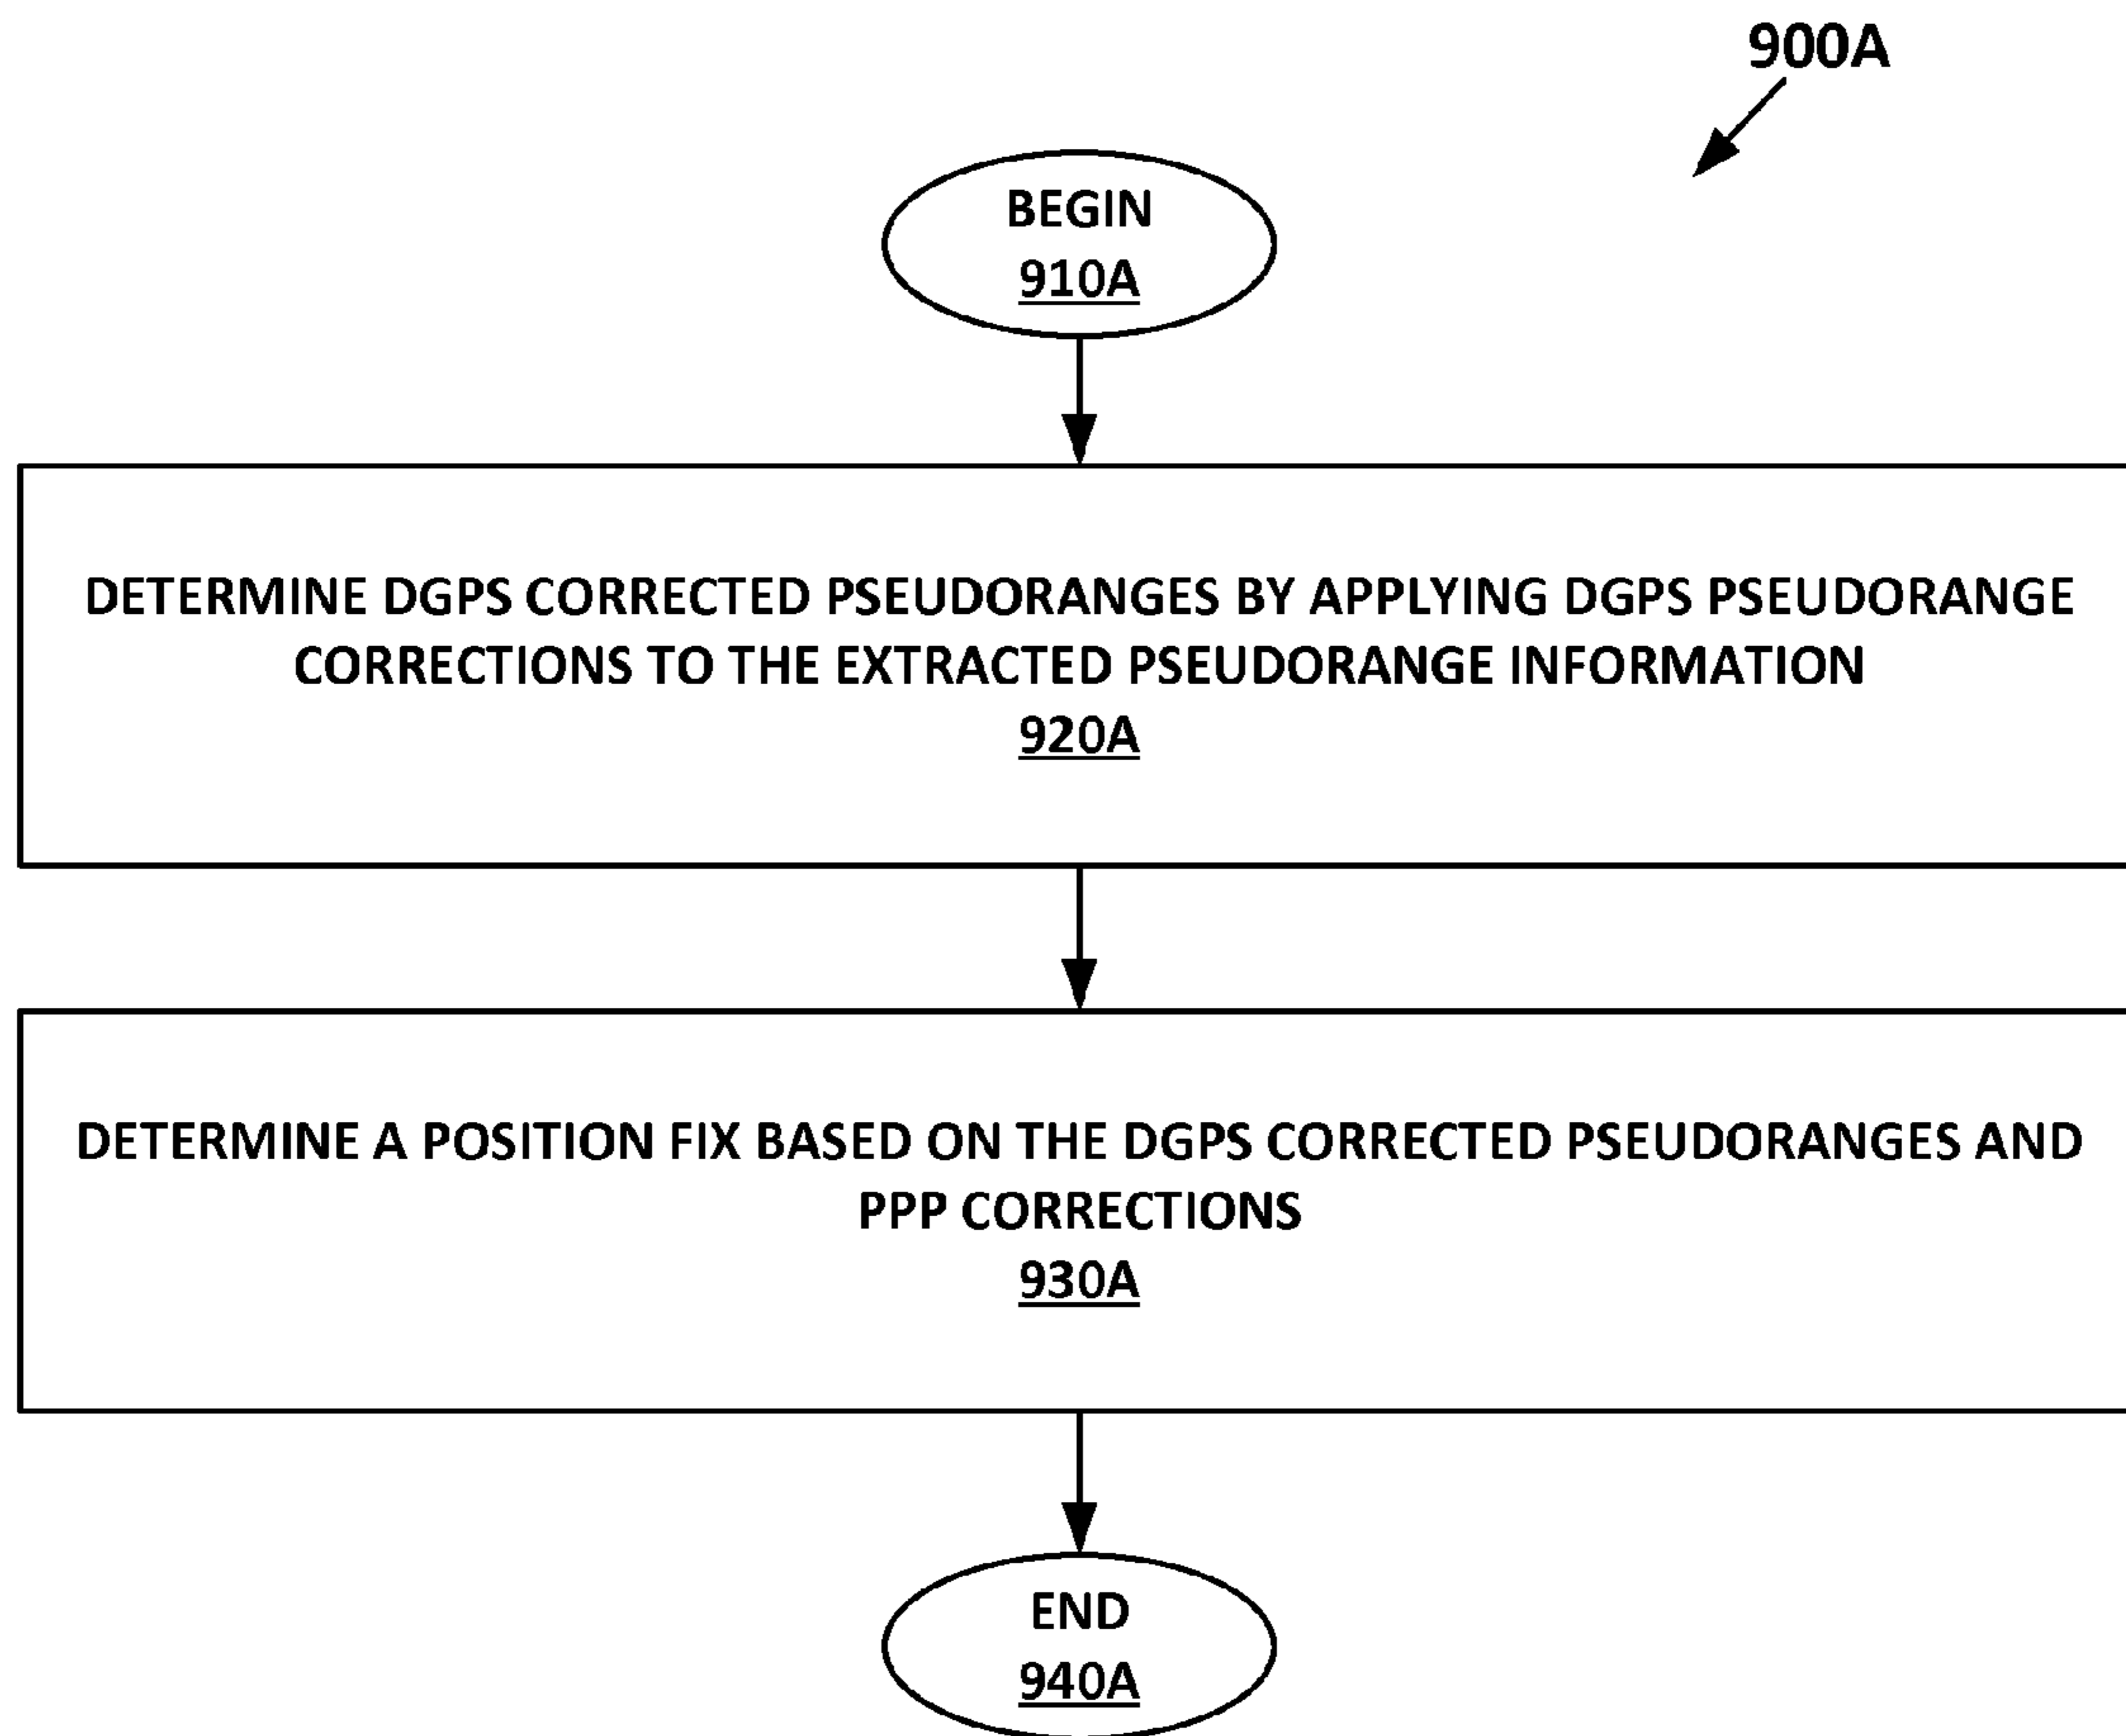 900A
BEGIN
910A
DETERMINE DGPS CORRECTED PSEUDORANGES BY APPLYING DGPS PSEUDORANGE
CORRECTIONS TO THE EXTRACTED PSEUDORANGE INFORMATION
920A
DETERMINE A POSITION FIX BASED ON THE DGPS CORRECTED PSEUDORANGES AND
PPP CORRECTIONS
930A
END
940A